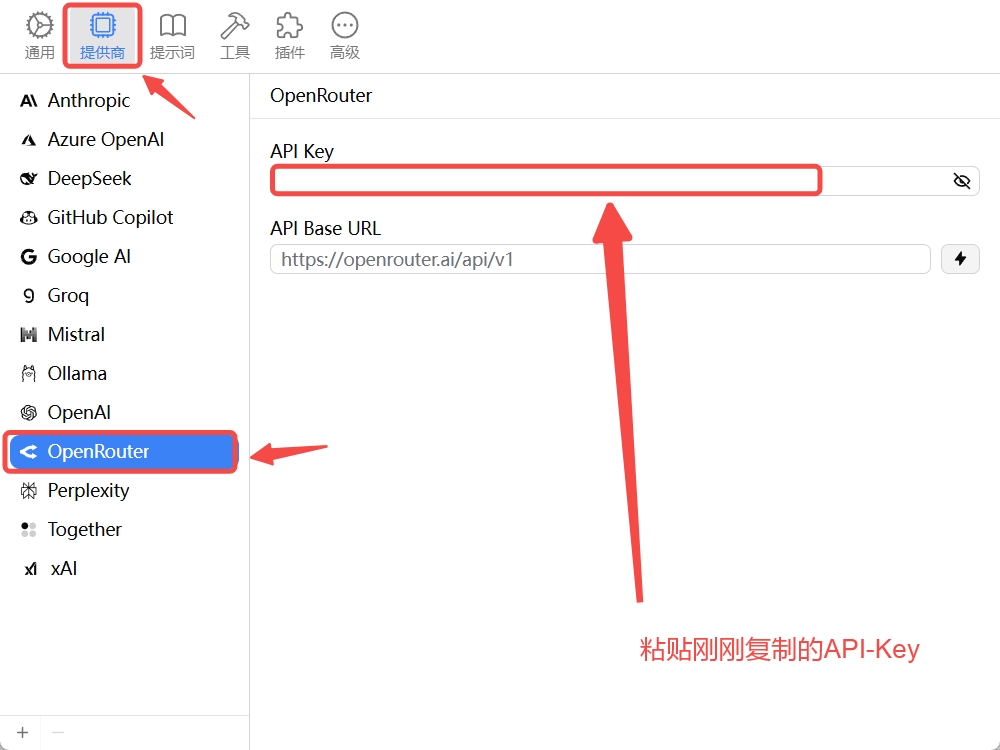 通用 提供商 提示词 工具 插件 高级
Anthropic
Azure OpenAI
DeepSeek
GitHub Copilot
Google AI
Groq
Mistral
Ollama
OpenAI
OpenRouter
Perplexity
Together
xAI
OpenRouter
API Key
API Base URL
https://openrouter.ai/api/v1
粘贴刚刚复制的API-Key